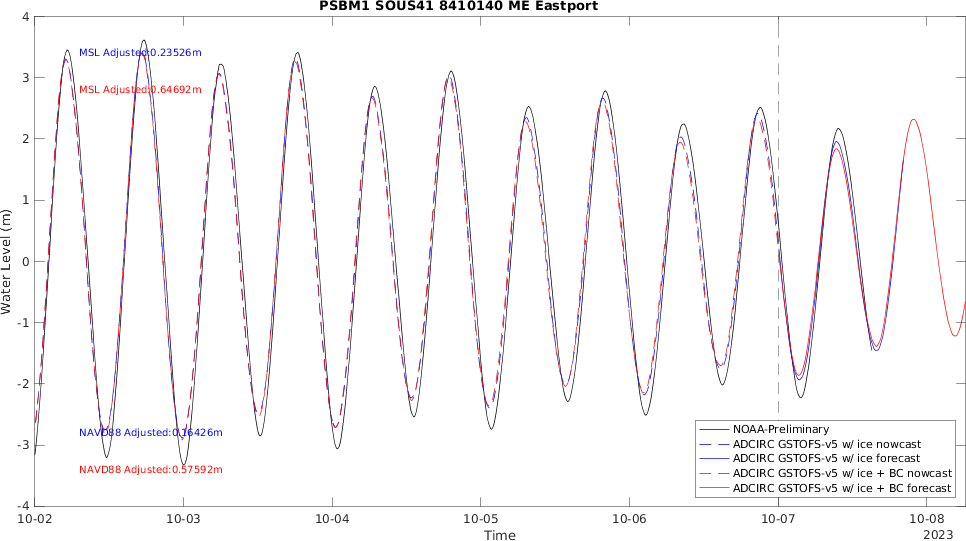 PSBM1 SOUS41 8410140 ME Eastport
4
3
2
1
0
-1
-2
-3
-4
Water Level (m)
MSL Adjusted:0.23526m
MSL Adjusted:0.64692m
NAVD88 Adjusted:0.16426m
NAVD88 Adjusted:0.57592m
NOAA-Preliminary
ADCIRC GSTOFS-v5 w/ ice nowcast
ADCIRC GSTOFS-v5 w/ ice forecast
ADCIRC GSTOFS-v5 w/ ice + BC nowcast
ADCIRC GSTOFS-v5 w/ ice + BC forecast
10-02 10-03 10-04 10-05 10-06 10-07 10-08
Time
2023